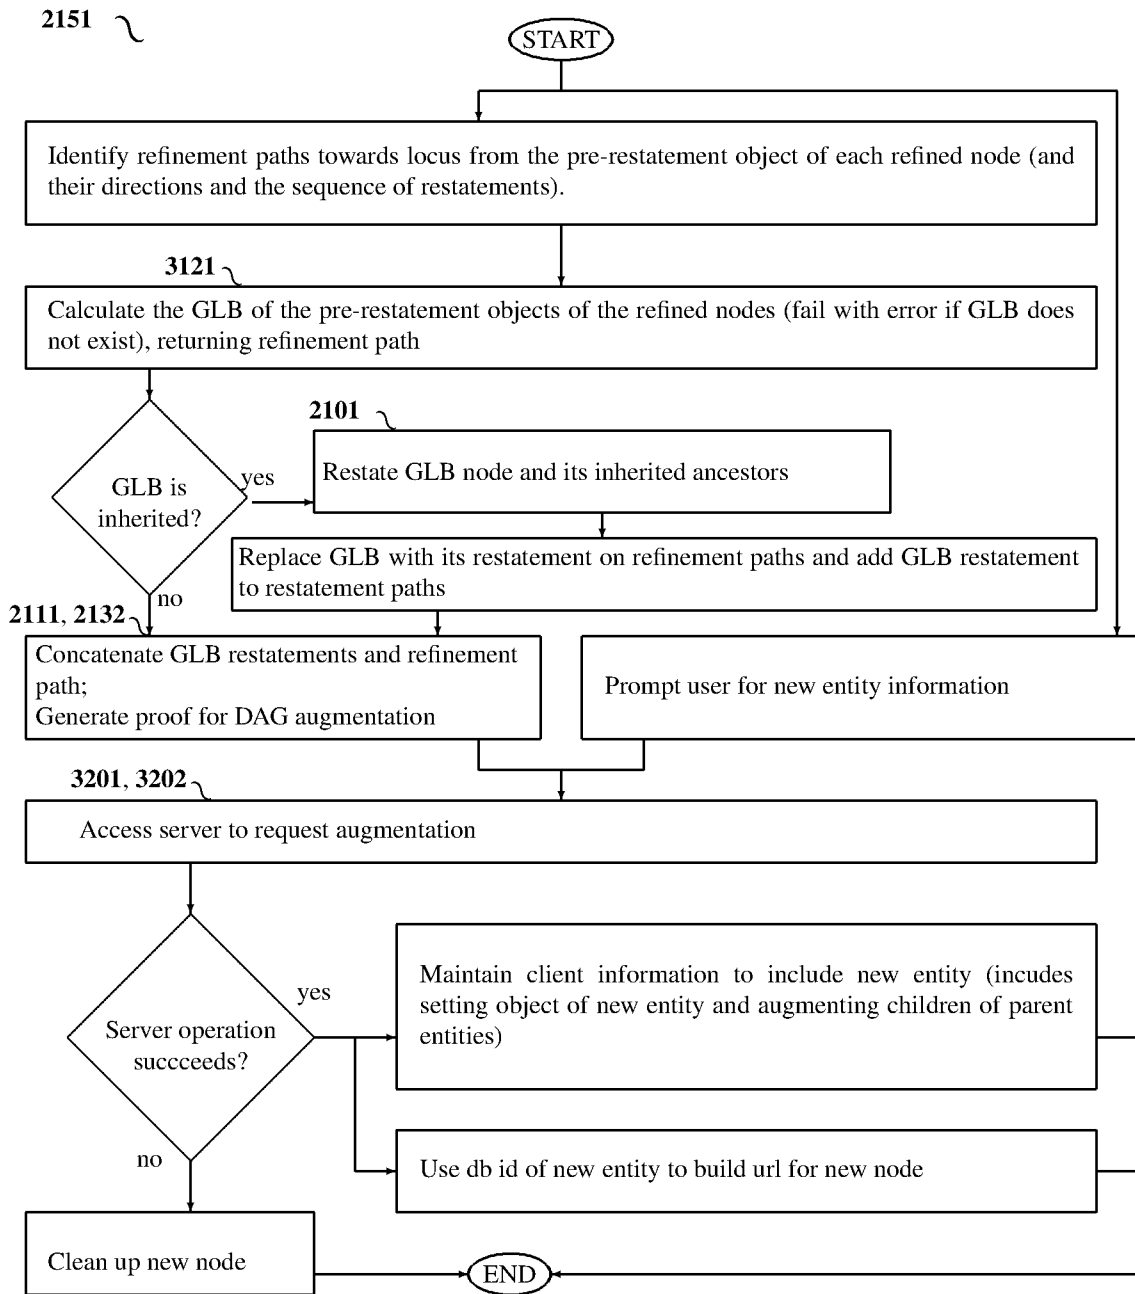 2151
START
Identify refinement paths towards locus from the pre-restatement object of each refined node (and
their directions and the sequence of restatements).
3121
Calculate the GLB of the pre-restatement objects of the refined nodes (fail with error if GLB does
not exist), returning refinement path
2101
Restate GLB node and its inherited ancestors
yes
GLB is
inherited?
Replace GLB with its restatement on refinement paths and add GLB restatement
to restatement paths
no
2111, 2132
Concatenate GLB restatements and refinement
path;
Generate proof for DAG augmentation
Prompt user for new entity information
3201, 3202
Access server to request augmentation
Maintain client information to include new entity (incudes
setting object of new entity and augmenting children of parent
entities)
yes
Server operation
succceeds?
no
Use db id of new entity to build url for new node
Clean up new node
END